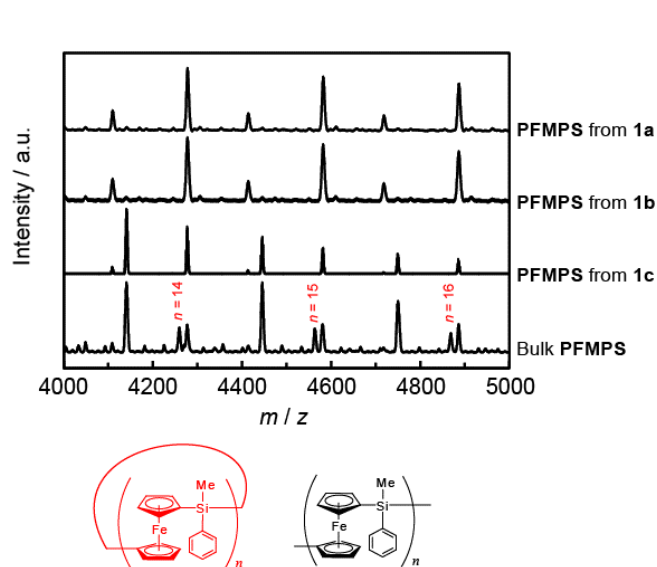 Intensity / a.u.
PFMPS from 1a
PFMPS from 1b
PFMPS from 1c
n = 14
n = 15
n = 16
Bulk PFMPS
4000 4200 4400 4600 4800 5000
m / z
Me
Si
Fe
n
Me
Si
Fe
n